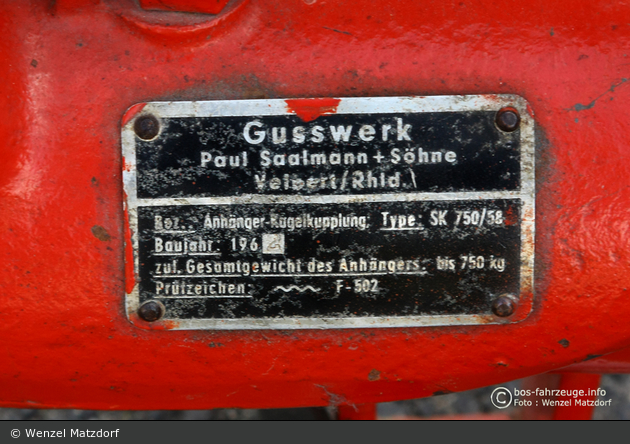 Gusswerk
Paul Saalmann + Söhne
Velbert/Rhld.
Bez.: Anhänger-Kugelkupplung Type: SK 750/58
Baujahr: 1962
zul. Gesamtgewicht des Anhängers: bis 750 kg
Prüfzeichen: F-502
© bos-fahrzeuge.info
Foto : Wenzel Matzdorf
© Wenzel Matzdorf